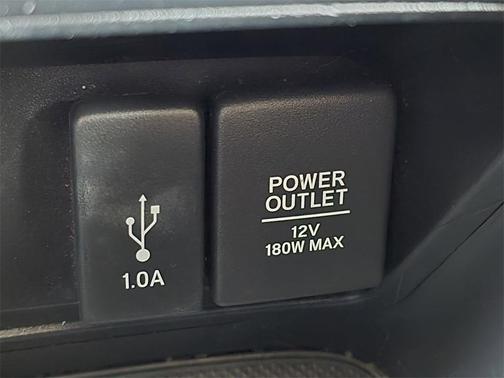 1.0A
POWER
OUTLET
12V
180W MAX